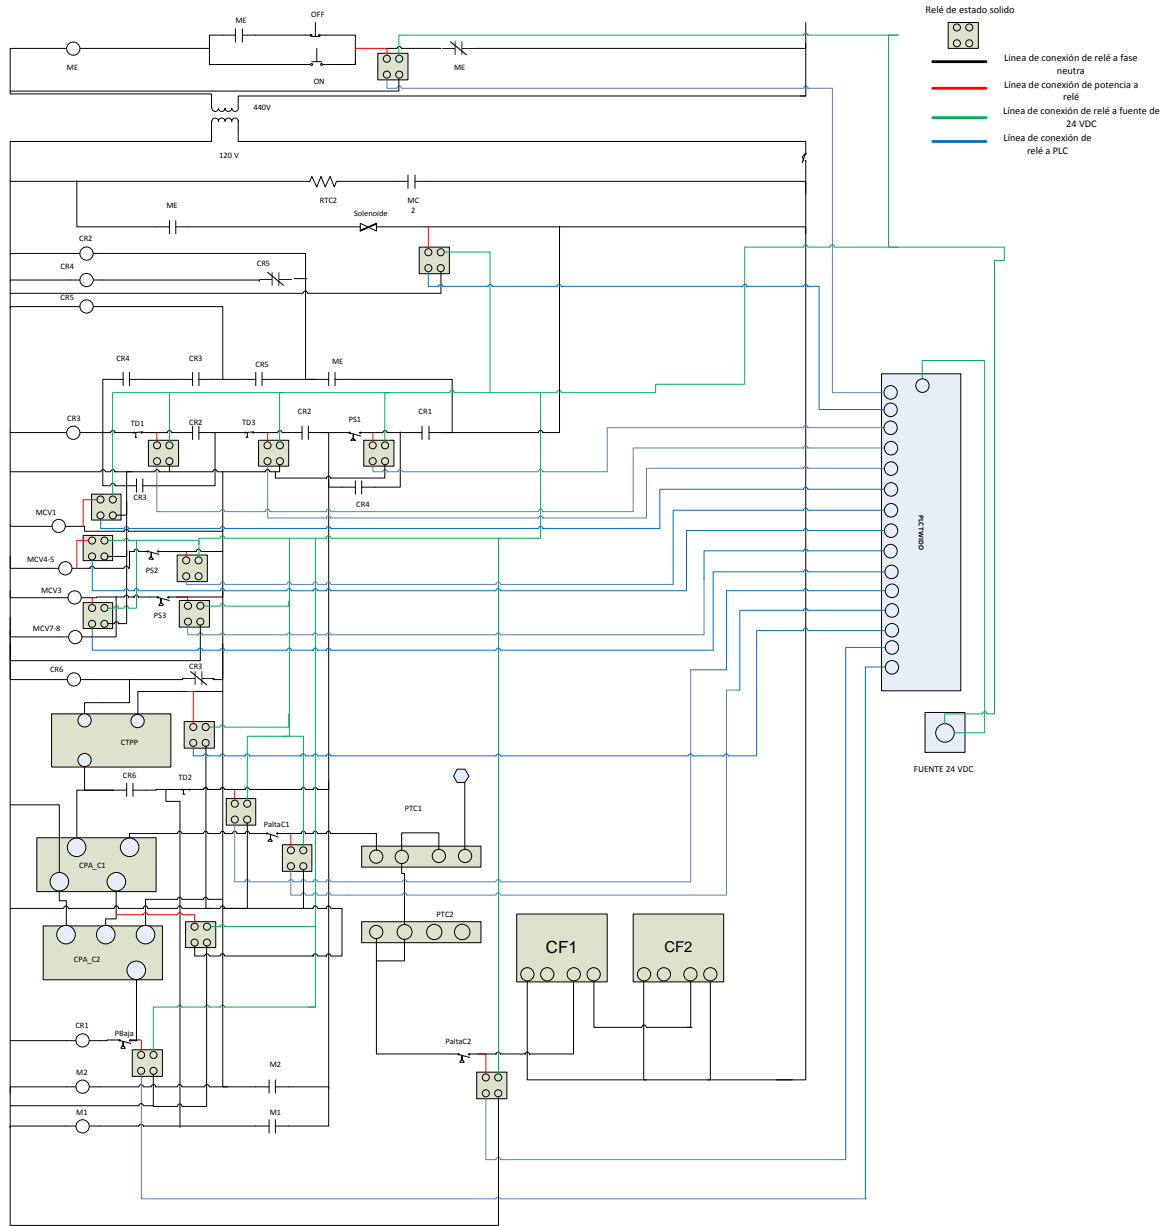 Relé de estado solido
Linea de conexión de relé a fase
neutra
Línea de conexión de potencia a
relé
Línea de conexión de relé a fuente de
24 VDC
Línea de conexión de
relé a PLC
OFF
ME
ME
ME
ON
440V
120 V
RTC2
MC
2
ME
Solenoide
CR2
CR4
CR5
CR5
CR4
CR3
CR5
ME
CR3
TD1
CR2
TD3
CR2
PS1
CR1
CR3
CR4
MCV1
MCV4-5
PS2
MCV3
PS3
MCV7-8
CR6
CR3
PLCTWIDO
FUENTE 24 VDC
CTPP
CR6
TD2
PaltaC1
PTC1
CPA_C1
PTC2
CPA_C2
CF1
CF2
CR1
PBaja
PaltaC2
M2
M2
M1
M1